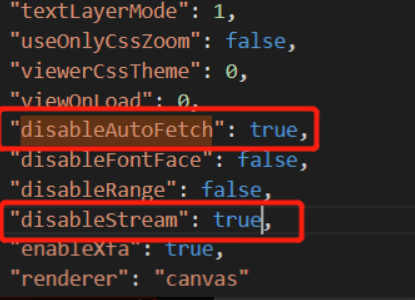 "textLayerMode": 1,
"useOnlyCssZoom": false,
"viewerCssTheme": 0,
"viewOnLoad": 0,
"disableAutoFetch": true,
"disableFontFace": false,
"disableRange": false,
"disableStream": true,
"enableXfa": true,
"renderer": "canvas"